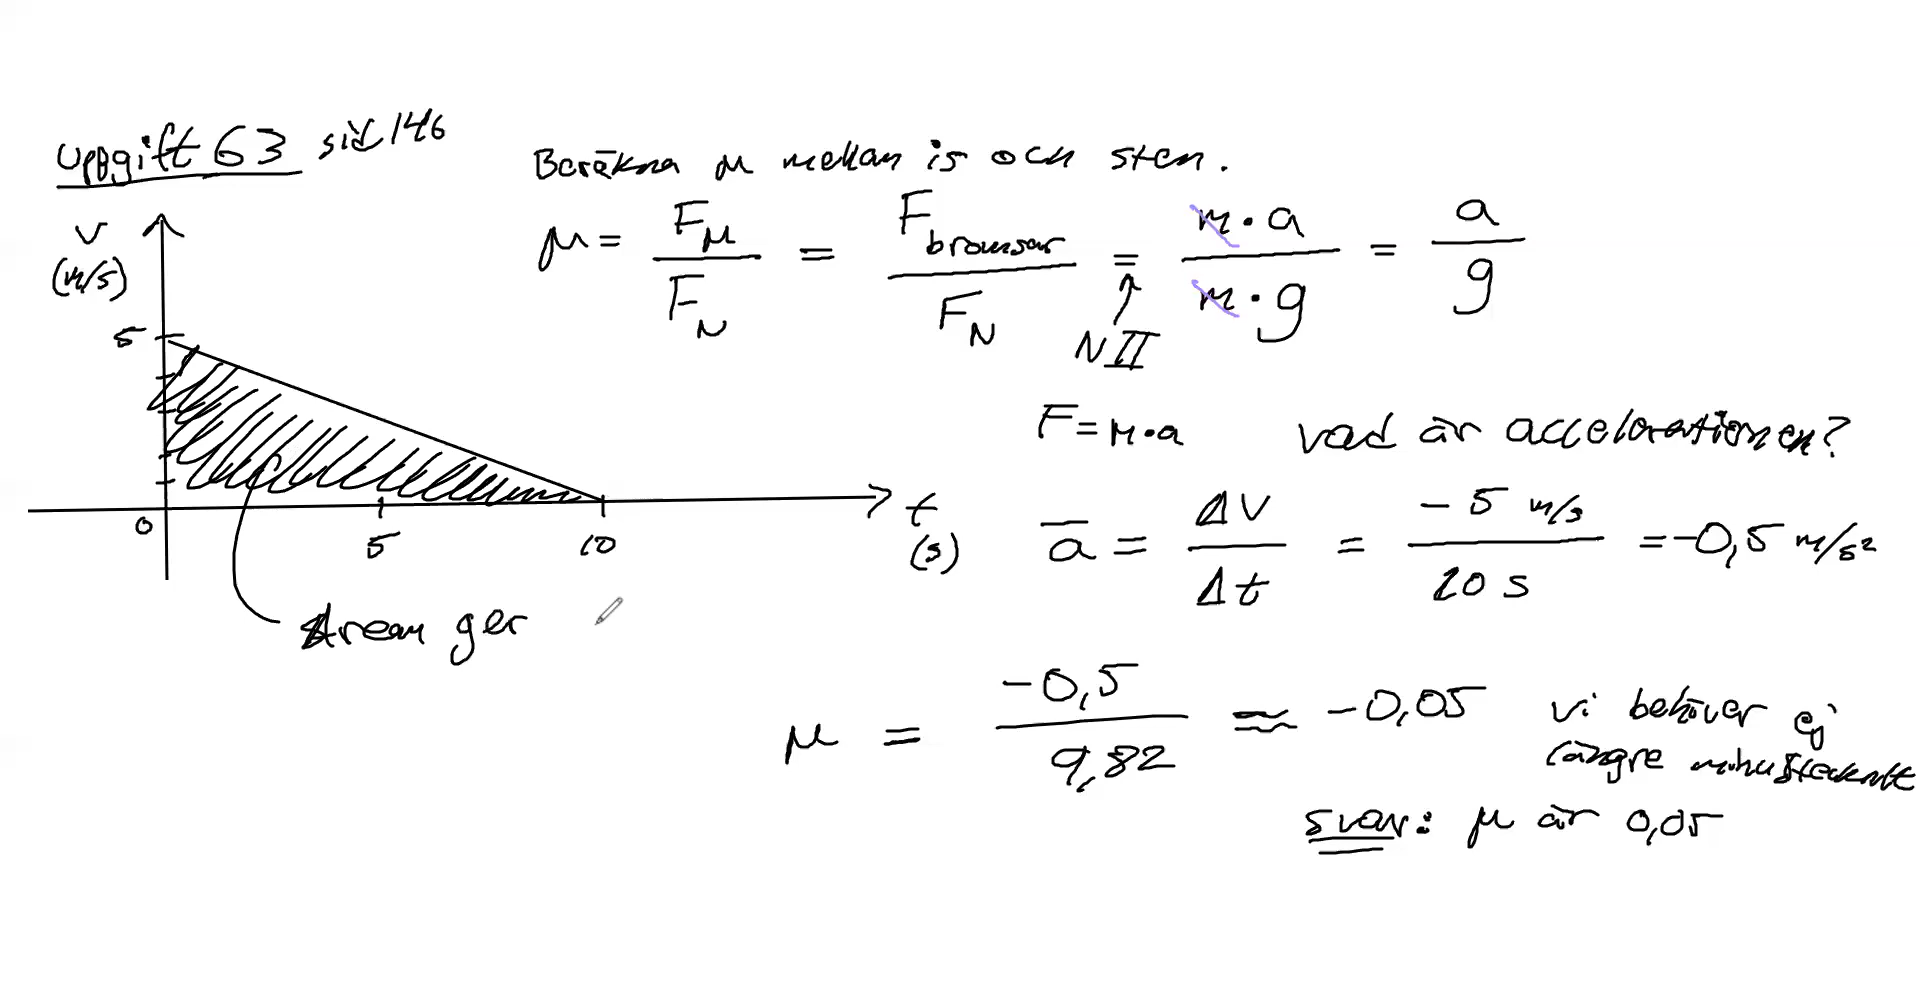 Uppgift 63 sid 146
Beräkna μ mellan is och sten.
μ = Fμ / FN = Fbromsar / FN = m · a / m · g = a / g
NII
F = m · a vad är accelerationen?
a = Δv / Δt = -5 m/s / 10 s = -0,5 m/s²
v
(m/s)
5
0
5
10
t
(s)
Arean ger
μ = -0,5 / 9,82 ≈ -0,05 vi behöver ej
längre minustecknet
svar: μ är 0,05